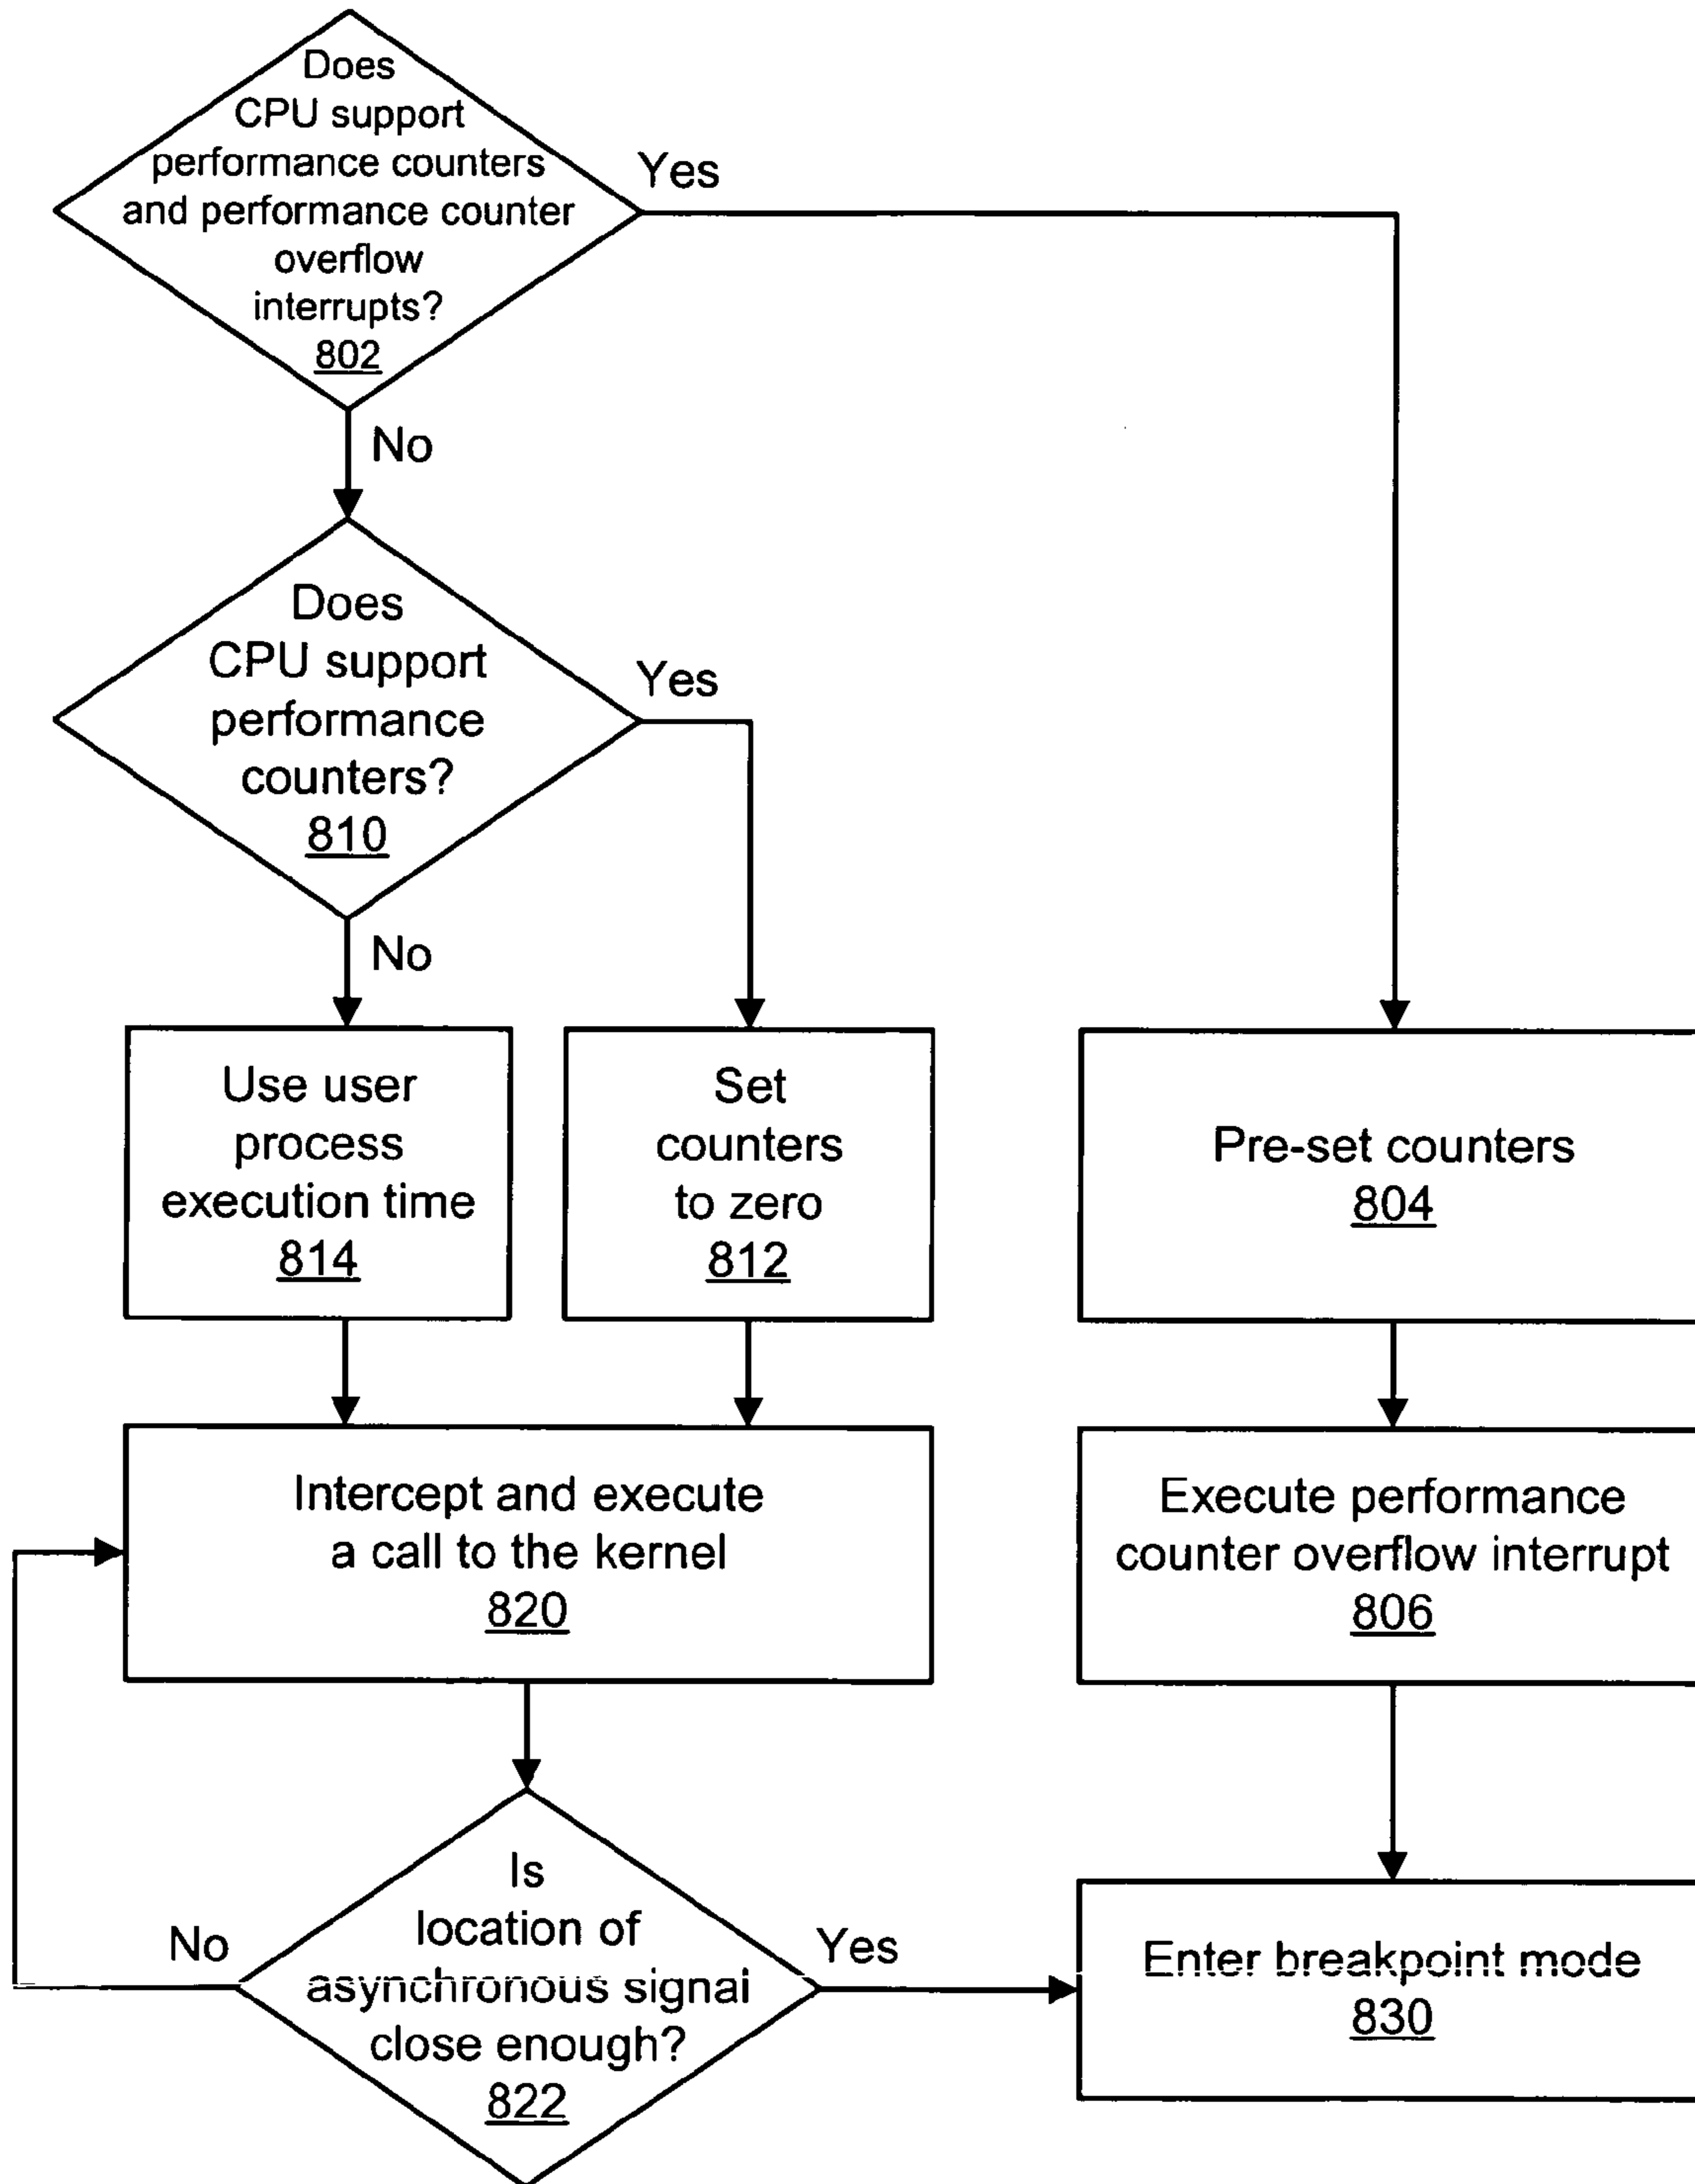 Does
CPU support
performance counters
and performance counter
overflow
interrupts?
802
Yes
No
Does
CPU support
performance
counters?
810
Yes
No
Use user
process
execution time
814
Set
counters
to zero
812
Pre-set counters
804
Intercept and execute
a call to the kernel
820
Execute performance
counter overflow interrupt
806
Is
location of
asynchronous signal
close enough?
822
No
Yes
Enter breakpoint mode
830